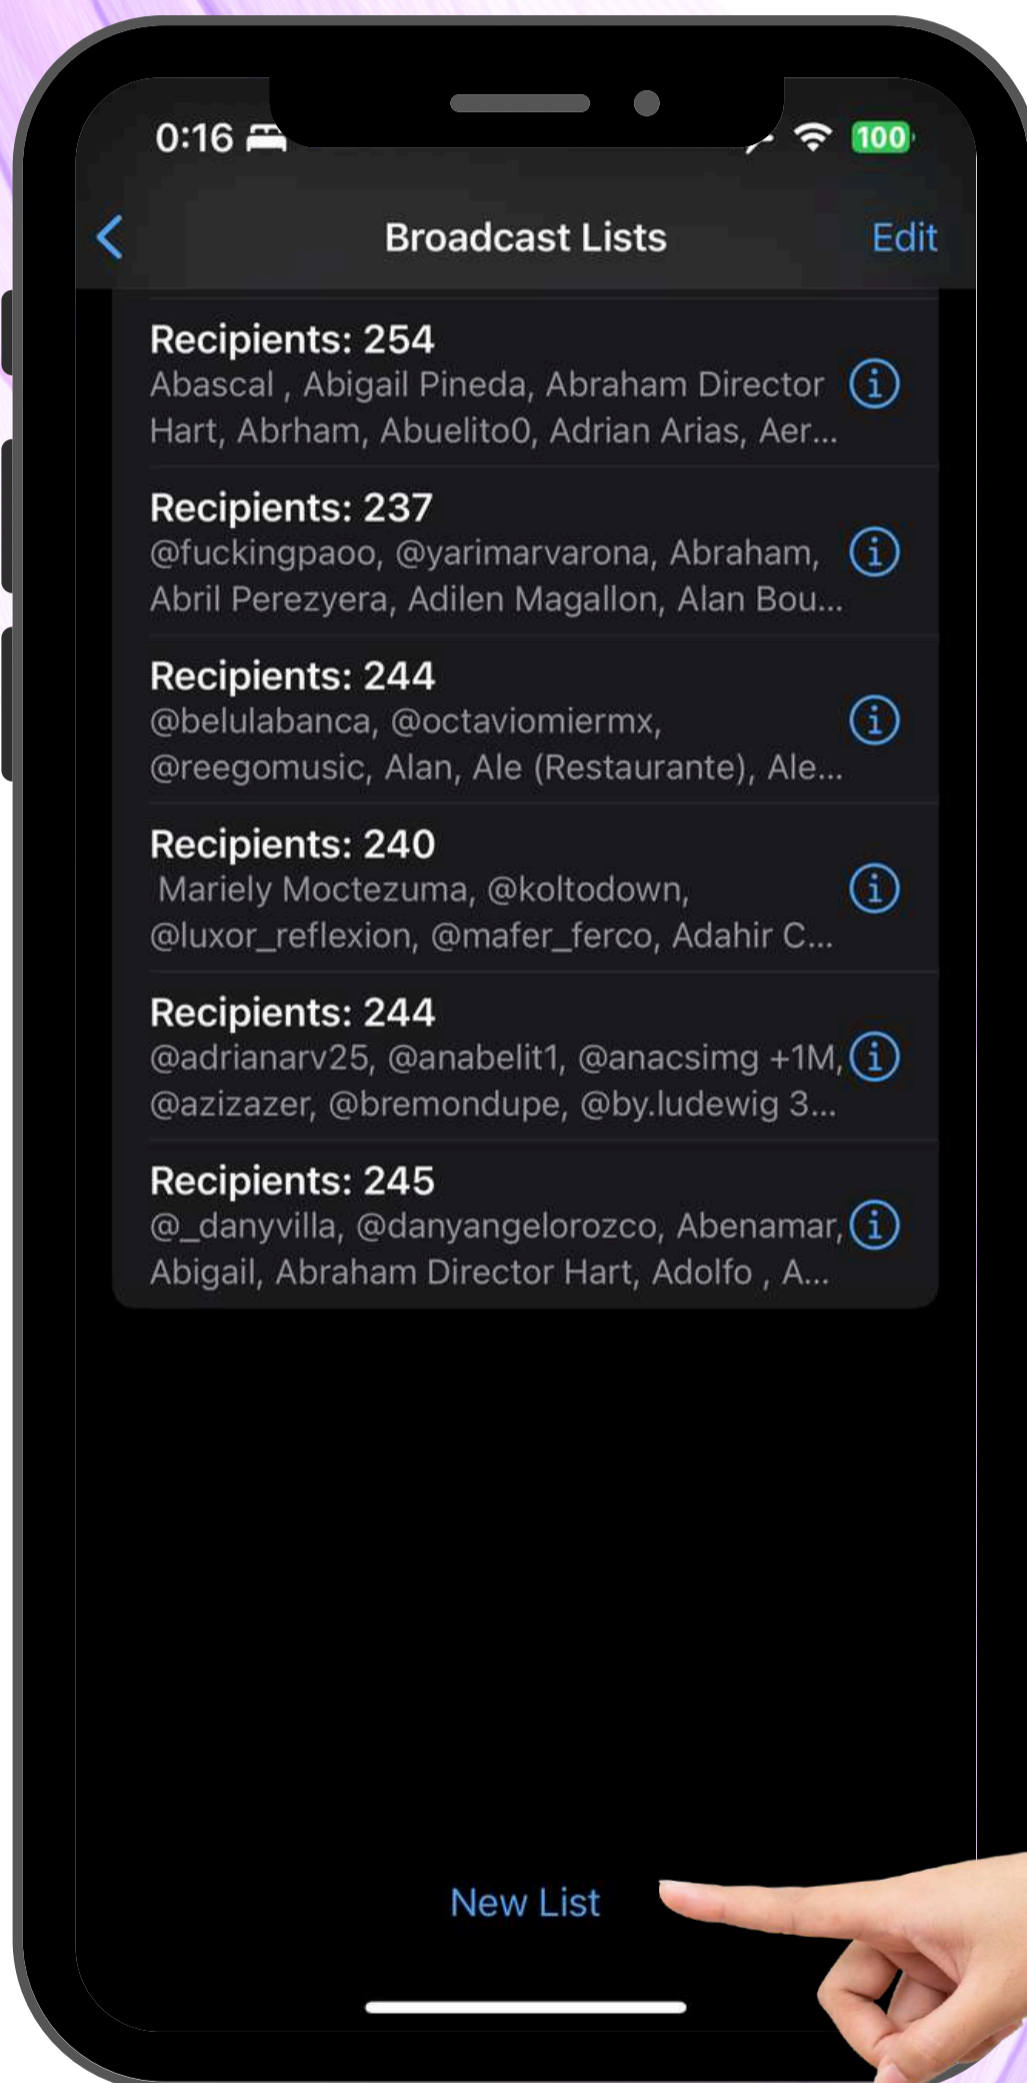 0:16
100
Broadcast Lists
Edit
Recipients: 254
Abascal , Abigail Pineda, Abraham Director
Hart, Abrham, Abuelito0, Adrian Arias, Aer...
Recipients: 237
@fuckingpaoo, @yarimarvarona, Abraham,
Abril Perezyera, Adilen Magallon, Alan Bou...
Recipients: 244
@belulabanca, @octaviomiermx,
@reegomusic, Alan, Ale (Restaurante), Ale...
Recipients: 240
Mariely Moctezuma, @koltodown,
@luxor_reflexion, @mafer_ferco, Adahir C...
Recipients: 244
@adrianarv25, @anabelit1, @anacsimg +1M,
@azizazer, @bremondupe, @by.ludewig 3...
Recipients: 245
@_danyvilla, @danyangelorozco, Abenamar,
Abigail, Abraham Director Hart, Adolfo , A...
New List